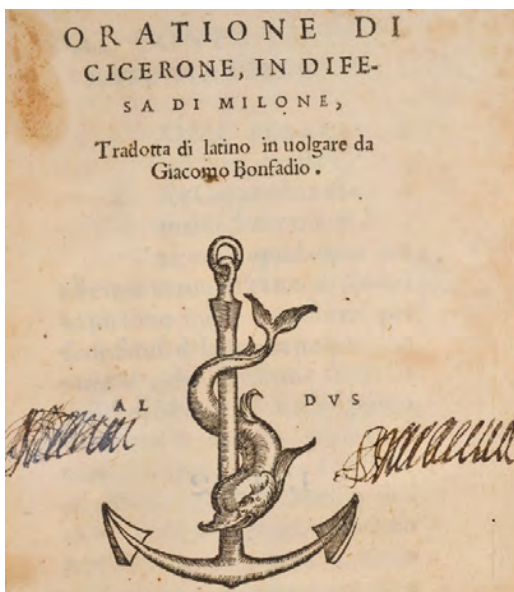 ORATIONE DI
CICERONE, IN DIFE-
SA DI MILONE,
Tradotta di latino in uolgare da
Giacomo Bonfadio.
AL DVS